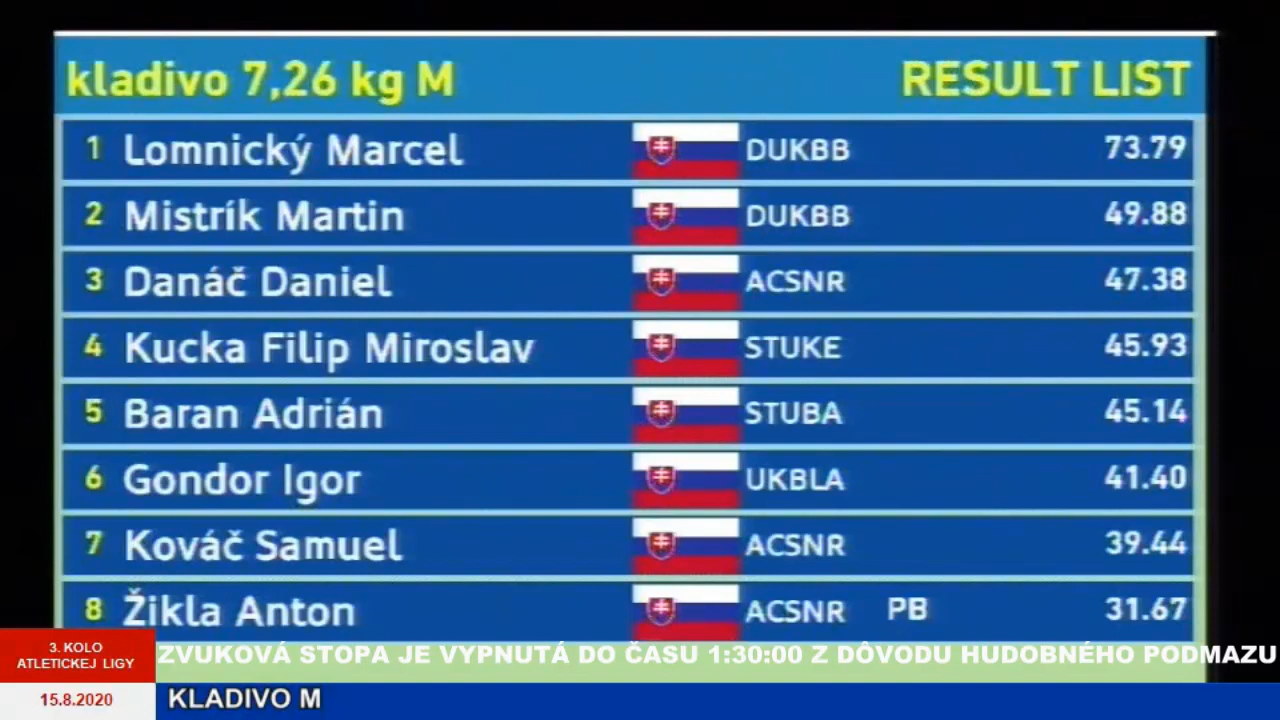 kladivo 7,26 kg M RESULT LIST
1 Lomnický Marcel DUKBB 73.79
2 Mistrík Martin DUKBB 49.88
3 Danáč Daniel ACSNR 47.38
4 Kucka Filip Miroslav STUKE 45.93
5 Baran Adrián STUBA 45.14
6 Gondor Igor UKBLA 41.40
7 Kováč Samuel ACSNR 39.44
8 Žikla Anton ACSNR PB 31.67
3. KOLO
ATLETICKEJ LIGY
ZVUKOVÁ STOPA JE VYPNUTÁ DO ČASU 1:30:00 Z DÔVODU HUDOBNÉHO PODMAZU
15.8.2020
KLADIVO M